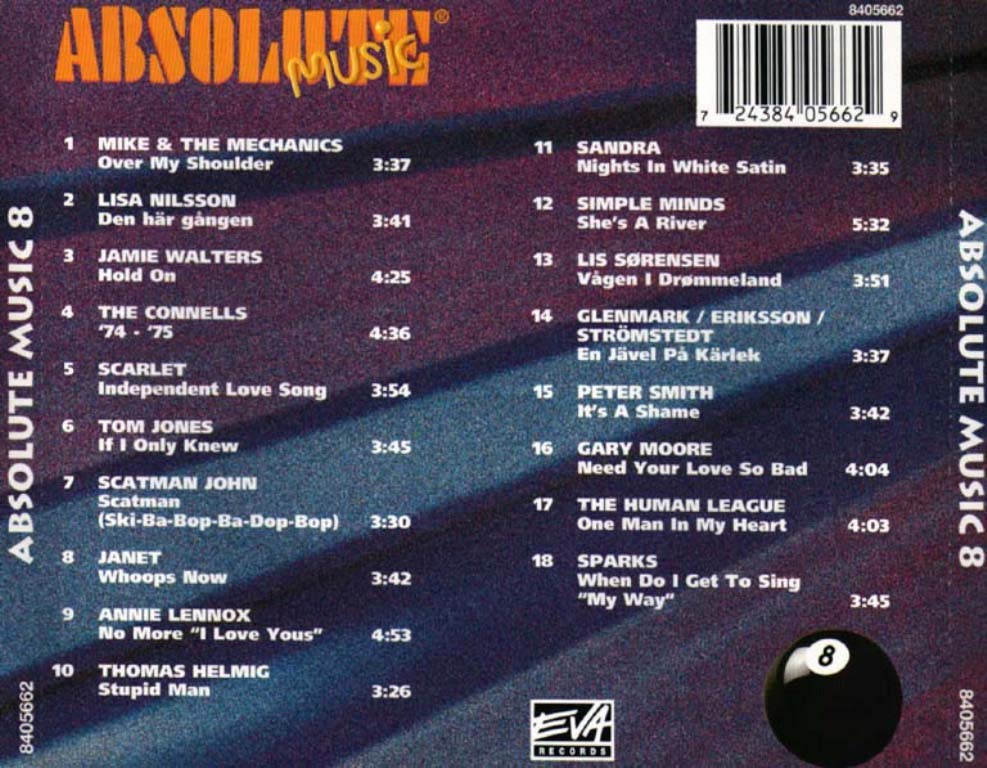 ABSOLUTE®
music
8405662
7 24384 05662 9
1 MIKE & THE MECHANICS
Over My Shoulder 3:37
2 LISA NILSSON
Den här gången 3:41
3 JAMIE WALTERS
Hold On 4:25
4 THE CONNELLS
'74 - '75 4:36
5 SCARLET
Independent Love Song 3:54
6 TOM JONES
If I Only Knew 3:45
7 SCATMAN JOHN
Scatman
(Ski-Ba-Bop-Ba-Dop-Bop) 3:30
8 JANET
Whoops Now 3:42
9 ANNIE LENNOX
No More "I Love Yous" 4:53
10 THOMAS HELMIG
Stupid Man 3:26
11 SANDRA
Nights In White Satin 3:35
12 SIMPLE MINDS
She's A River 5:32
13 LIS SØRENSEN
Vågen I Drømmeland 3:51
14 GLENMARK / ERIKSSON /
STRÖMSTEDT
En Jävel På Kärlek 3:37
15 PETER SMITH
It's A Shame 3:42
16 GARY MOORE
Need Your Love So Bad 4:04
17 THE HUMAN LEAGUE
One Man In My Heart 4:03
18 SPARKS
When Do I Get To Sing
"My Way" 3:45
8
EVA
RECORDS
ABSOLUTE MUSIC 8
8405662
ABSOLUTE MUSIC 8
8405662